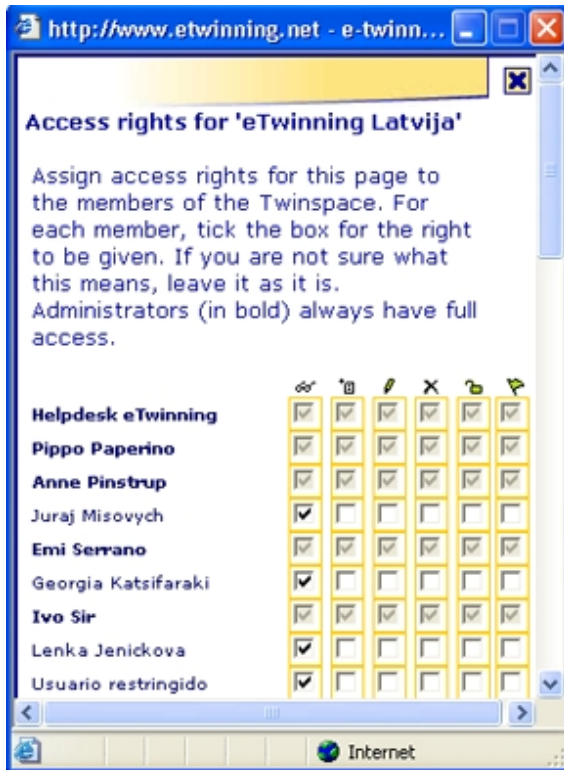 http://www.etwinning.net - e-twinn...
Access rights for 'eTwinning Latvija'
Assign access rights for this page to
the members of the Twinspace. For
each member, tick the box for the right
to be given. If you are not sure what
this means, leave it as it is.
Administrators (in bold) always have full
access.
Helpdesk eTwinning
Pippo Paperino
Anne Pinstrup
Juraj Misovych
Emi Serrano
Georgia Katsifaraki
Ivo Sir
Lenka Jenickova
Usuario restringido
Internet